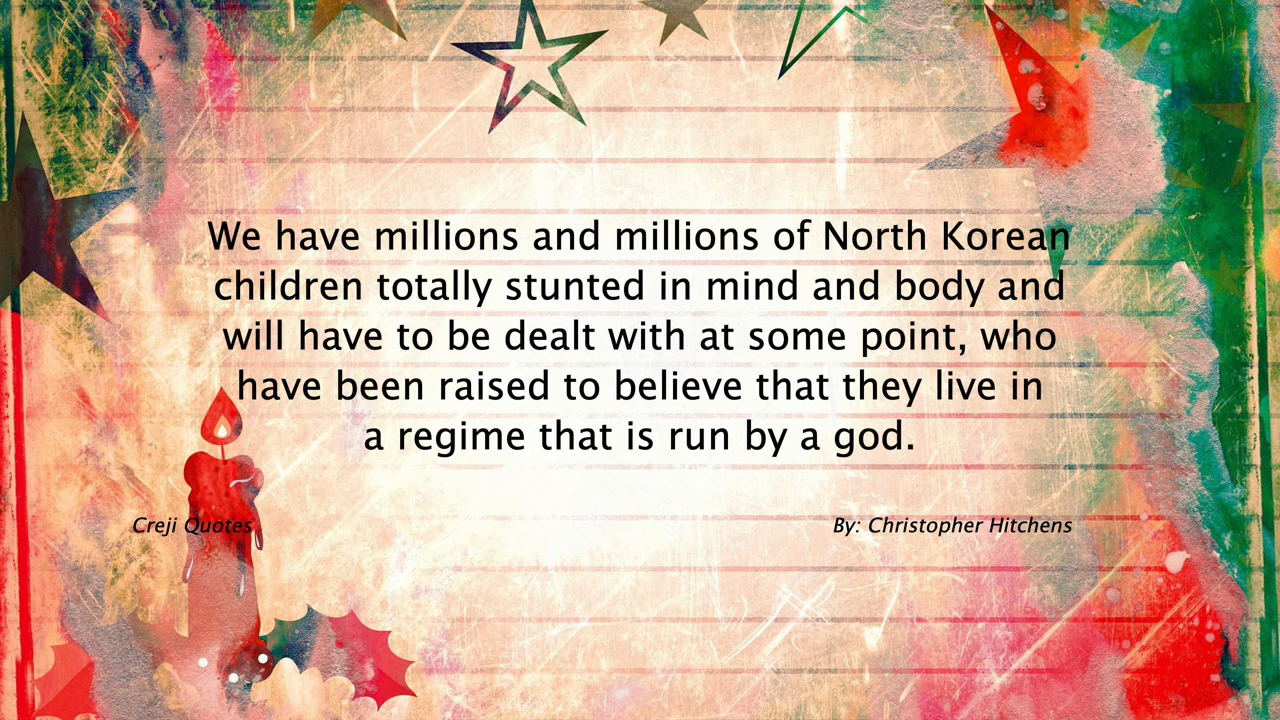 We have millions and millions of North Korean
children totally stunted in mind and body and
will have to be dealt with at some point, who
have been raised to believe that they live in
a regime that is run by a god.
Creji Quotes
By: Christopher Hitchens